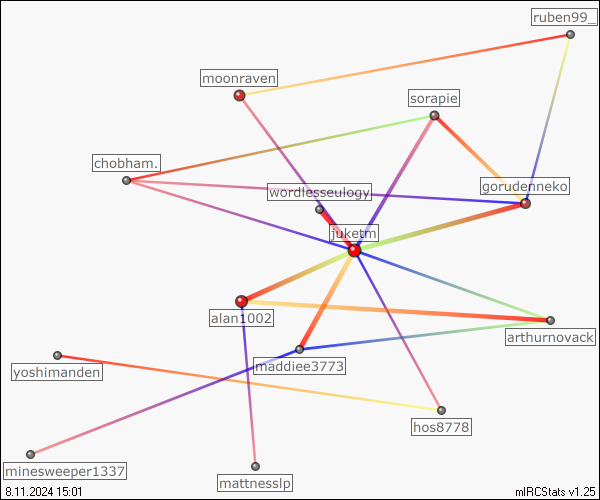 ruben99_
moonraven
sorapie
chobham.
gorudenneko
wordlesseulogy
juketm
alan1002
arthurnovack
maddiee3773
yoshimanden
hos8778
minesweeper1337
mattnesslp
8.11.2024 15:01
mIRCStats v1.25